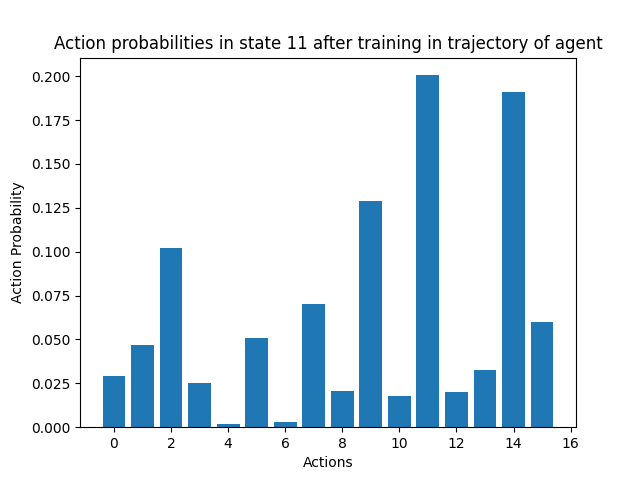 Action probabilities in state 11 after training in trajectory of agent
0.200
0.175
0.150
0.125
0.100
0.075
0.050
0.025
0.000
Action Probability
0 2 4 6 8 10 12 14 16
Actions